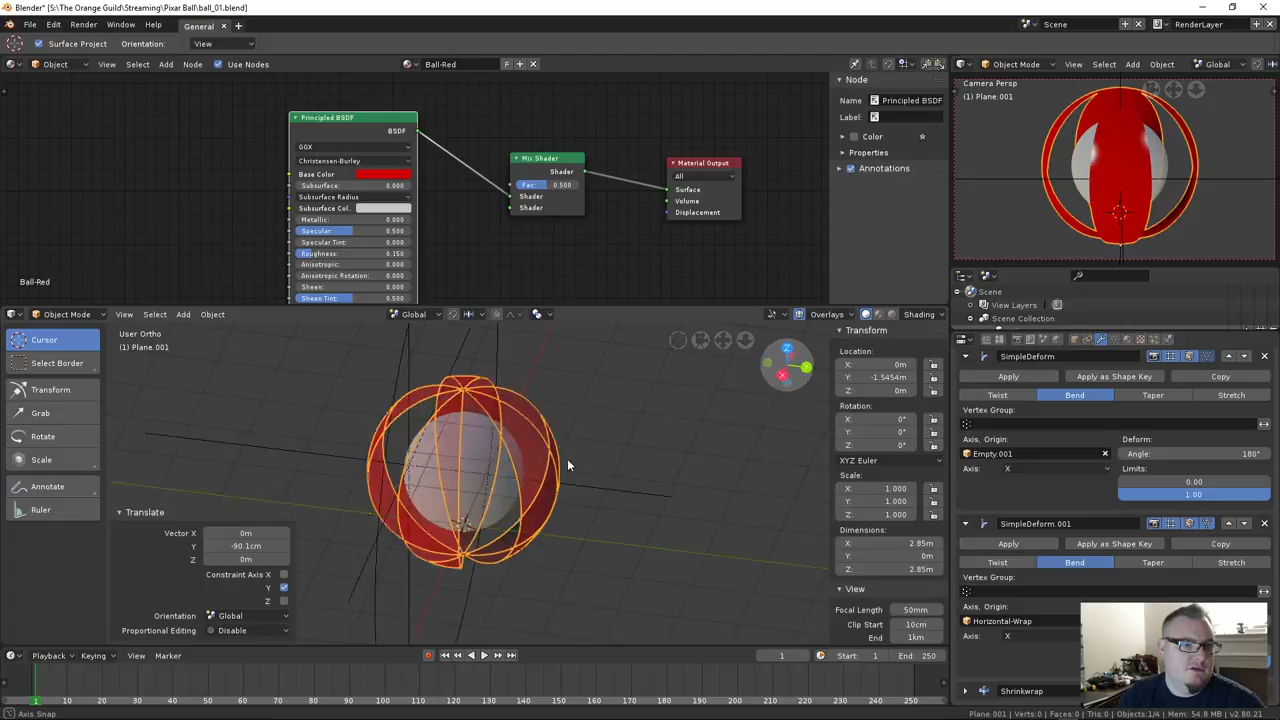 Blender* [S:\The Orange Guild\Streaming\Pixar Ball\ball_01.blend]
File Edit Render Window Help General Scene RenderLayer
Surface Project Orientation: View
Object View Select Add Node Use Nodes Ball-Red F
Object Mode View Select Add Object Global
Principled BSDF
BSDF
GGX
Christensen-Burley
Base Color
Subsurface: 0.000
Subsurface Radius
Subsurface Col..
Metallic: 0.000
Specular: 0.500
Specular Tint: 0.000
Roughness: 0.150
Anisotropic: 0.000
Anisotropic Rotation: 0.000
Sheen: 0.000
Sheen Tint: 0.500
Mix Shader
Shader
Fac: 0.500
Shader
Shader
Material Output
All
Surface
Volume
Displacement
Ball-Red
Node
Name Principled BSDF
Label:
Color
Properties
Annotations
Camera Persp
(1) Plane.001
Scene
View Layers
Scene Collection
Object Mode View Select Add Object Global Overlays Shading
Cursor
Select Border
Transform
Grab
Rotate
Scale
Annotate
Ruler
User Ortho
(1) Plane.001
Z
Translate
Vector X 0m
Y -90.1cm
Z 0m
Constraint Axis X
Y
Z
Orientation Global
Proportional Editing Disable
Transform
Location:
X: 0m
Y: -1.5454m
Z: 0m
Rotation:
X: 0°
Y: 0°
Z: 0°
XYZ Euler
Scale:
X: 1.000
Y: 1.000
Z: 1.000
Dimensions:
X: 2.85m
Y: 0m
Z: 2.85m
View
Focal Length 50mm
Clip Start 10cm
End 1km
SimpleDeform
Apply Apply as Shape Key Copy
Twist Bend Taper Stretch
Vertex Group:
Axis, Origin: Deform:
Empty.001 Angle: 180°
Axis: X Limits:
0.00
1.00
SimpleDeform.001
Apply Apply as Shape Key Copy
Twist Bend Taper Stretch
Vertex Group:
Axis, Origin:
Horizontal-Wrap
Axis: X
Shrinkwrap
Playback Keying View Marker 1 Start: 1 End: 250
1 10 20 30 40 50 60 70 80 90 100 110 120 130 140 150 160 170 180 190 200 210 220 230 240 250
Axis Snap
Plane.001 | Verts:0 | Faces:0 | Tris:0 | Objects:1/4 | Mem: 54.8 MB | v2.80.21